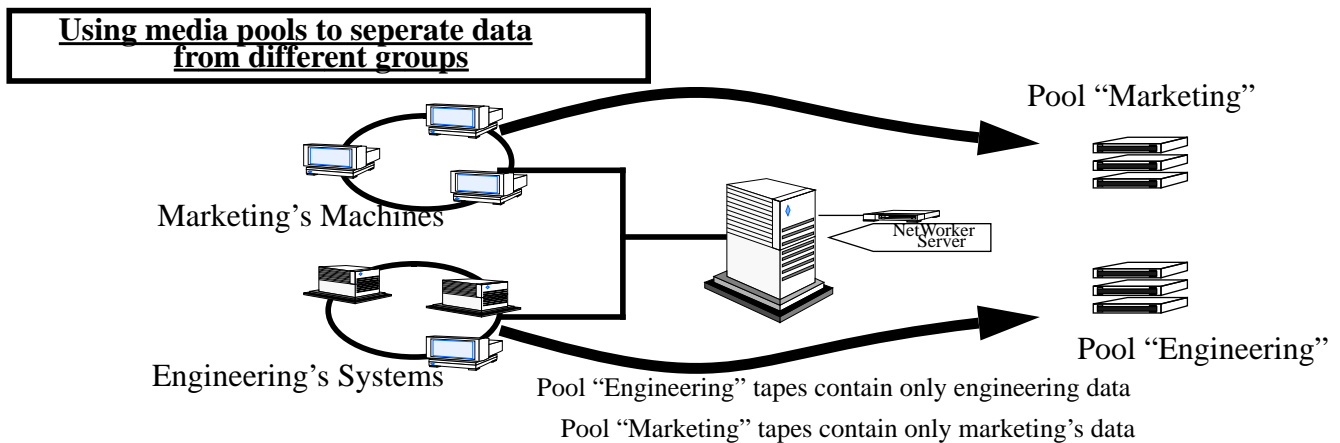 Using media pools to seperate data
from different groups
Pool “Marketing”
Marketing’s Machines
NetWorker
Server
Engineering’s Systems
Pool “Engineering”
Pool “Engineering” tapes contain only engineering data
Pool “Marketing” tapes contain only marketing’s data